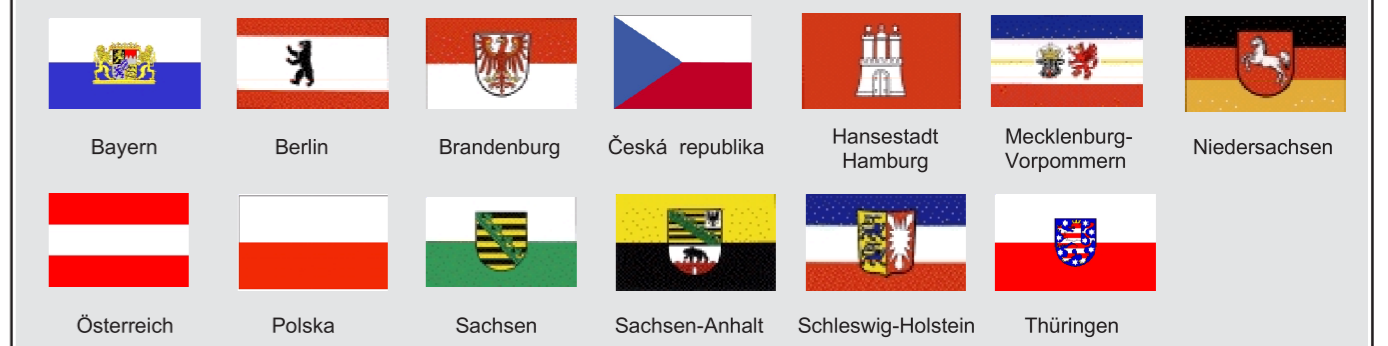 Bayern
Berlin
Brandenburg
Česká republika
Hansestadt
Hamburg
Mecklenburg-
Vorpommern
Niedersachsen
Österreich
Polska
Sachsen
Sachsen-Anhalt
Schleswig-Holstein
Thüringen